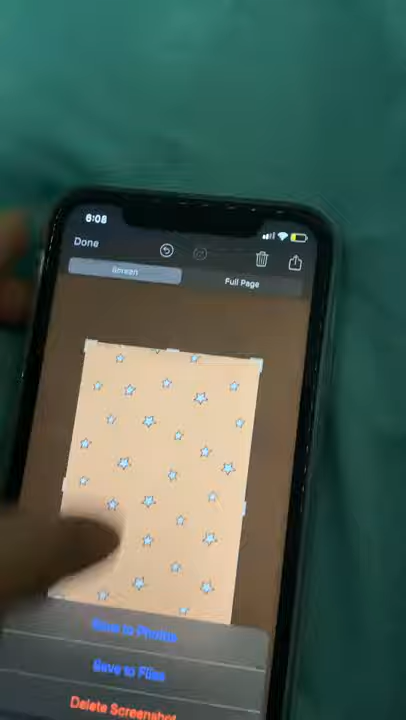 6:08
Done
Screen
Full Page
Save to Photos
Save to Files
Delete Screenshot